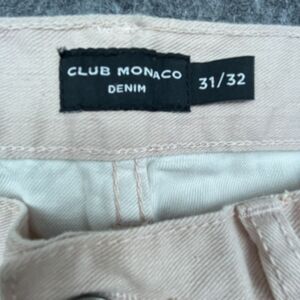 CLUB MONACO
DENIM
31/32